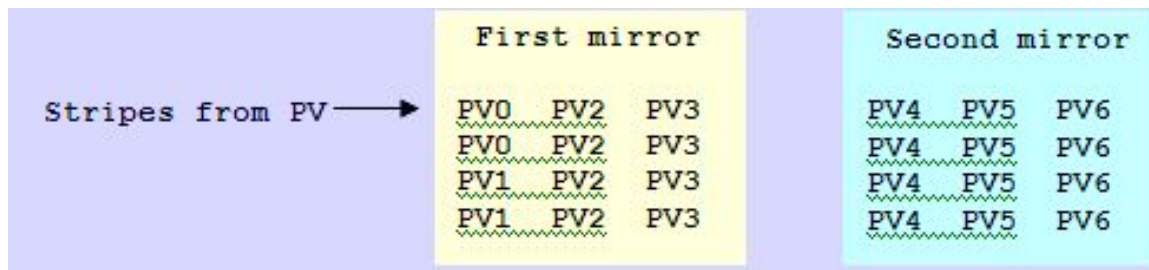 First mirror Second mirror
Stripes from PV PV0 PV2 PV3 PV4 PV5 PV6
PV0 PV2 PV3 PV4 PV5 PV6
PV1 PV2 PV3 PV4 PV5 PV6
PV1 PV2 PV3 PV4 PV5 PV6